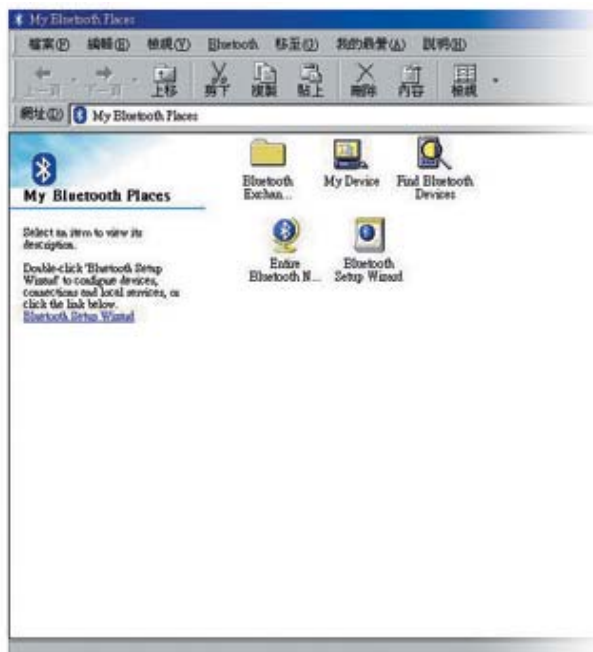 My Bluetooth Places
檔案(F) 編輯(E) 檢視(V) Bluetooth 移至(G) 我的最愛(A) 說明(H)
上一頁 下一頁 上移 剪下 複製 貼上 刪除 內容 檢視
網址(D) My Bluetooth Places
My Bluetooth Places
Select an item to view its
description.
Double-click 'Bluetooth Setup
Wizard' to configure devices,
connections and local services, or
click the link below.
Bluetooth Setup Wizard
Bluetooth
Exchan...
My Device
Find Bluetooth
Devices
Entire
Bluetooth N...
Bluetooth
Setup Wizard